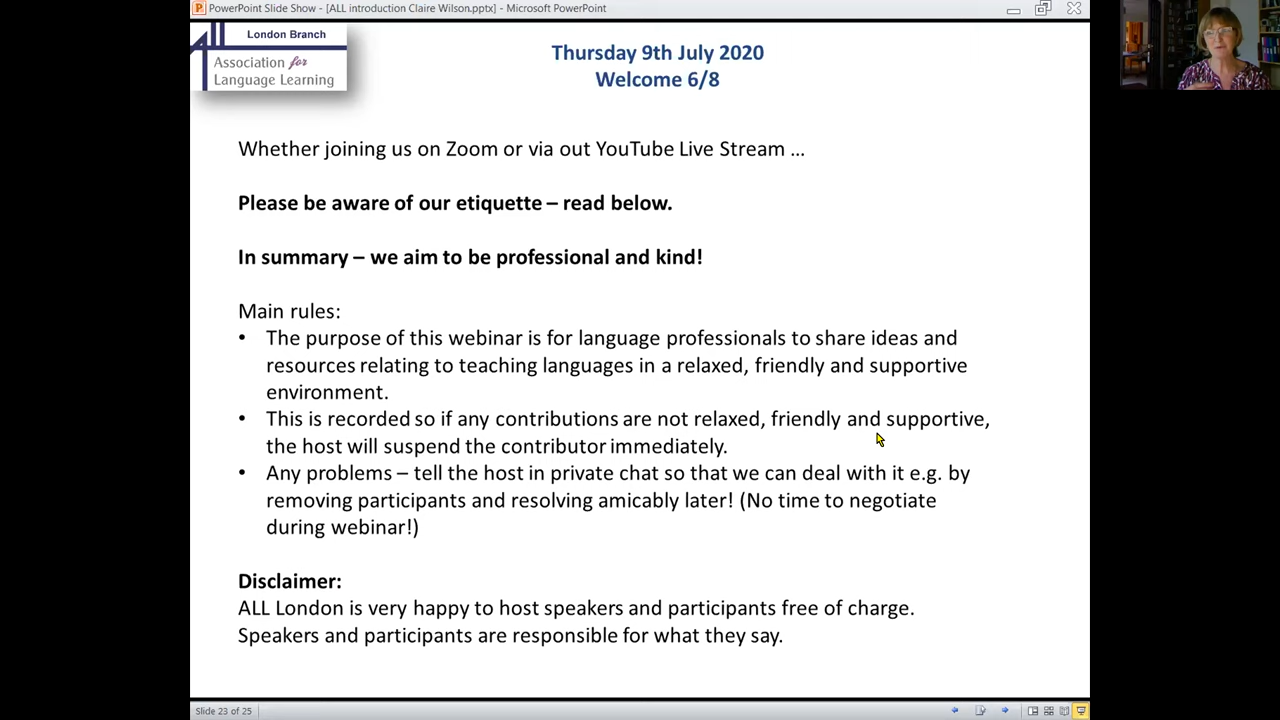 PowerPoint Slide Show - [ALL introduction Claire Wilson.pptx] - Microsoft PowerPoint
London Branch
Association for
Language Learning
Thursday 9th July 2020
Welcome 6/8
Whether joining us on Zoom or via out YouTube Live Stream ...
Please be aware of our etiquette – read below.
In summary – we aim to be professional and kind!
Main rules:
• The purpose of this webinar is for language professionals to share ideas and
resources relating to teaching languages in a relaxed, friendly and supportive
environment.
• This is recorded so if any contributions are not relaxed, friendly and supportive,
the host will suspend the contributor immediately.
• Any problems – tell the host in private chat so that we can deal with it e.g. by
removing participants and resolving amicably later! (No time to negotiate
during webinar!)
Disclaimer:
ALL London is very happy to host speakers and participants free of charge.
Speakers and participants are responsible for what they say.
Slide 23 of 25